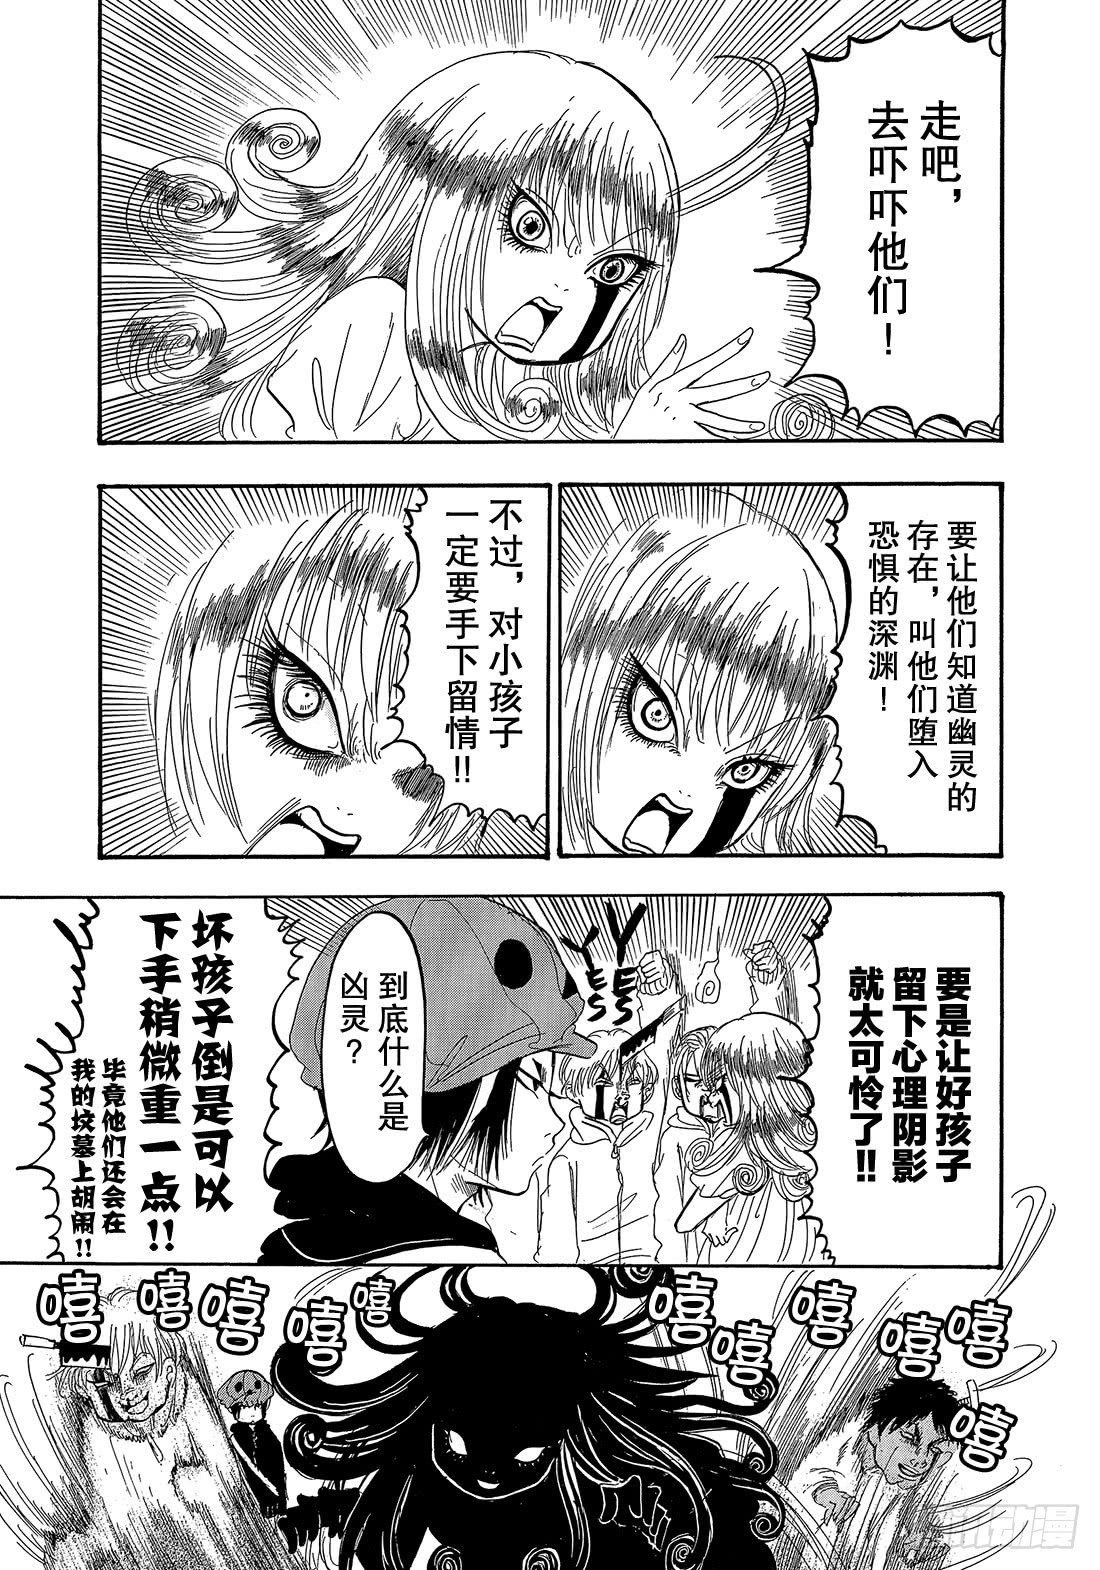 走吧，
去吓吓他们！
要让他们知道幽灵的
存在，叫他们堕入
恐惧的深渊！
不过，对小孩子
一定要手下留情!!
要是让好孩子
留下心理阴影
就太可怜了!!
YES
YES
到底什么是
凶灵？
坏孩子倒是可以
下手稍微重一点!!
毕竟他们还会在
我的坟墓上胡闹!!
嘻
嘻
嘻
嘻
嘻
嘻
嘻
嘻
嘻
嘻
嘻